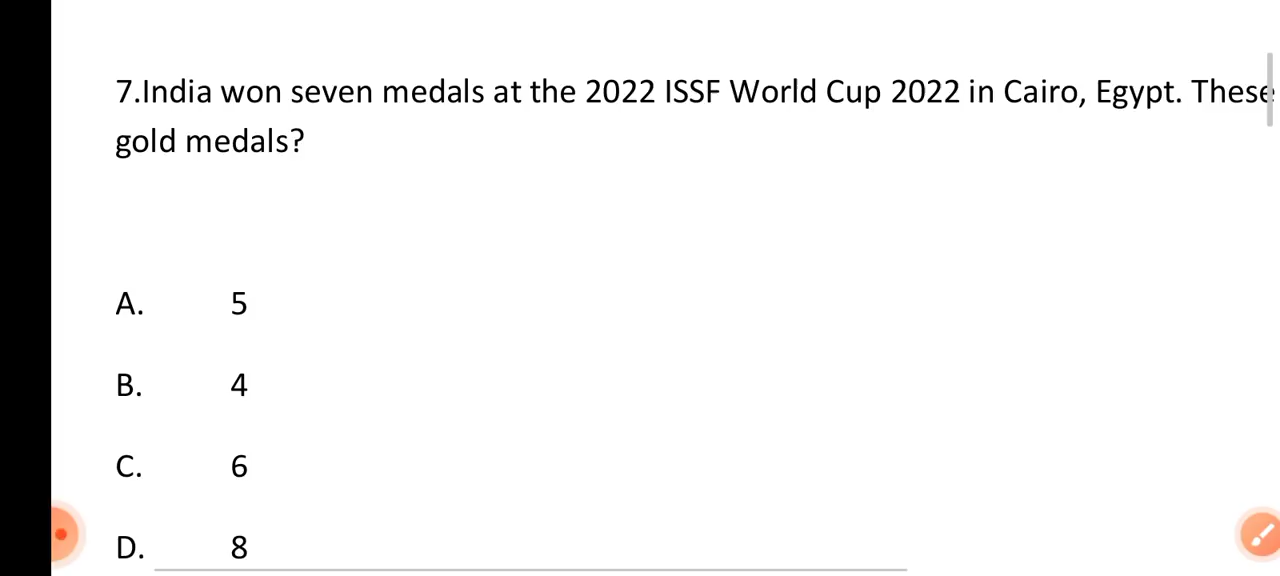 7.India won seven medals at the 2022 ISSF World Cup 2022 in Cairo, Egypt. These
gold medals?
A. 5
B. 4
C. 6
D. 8